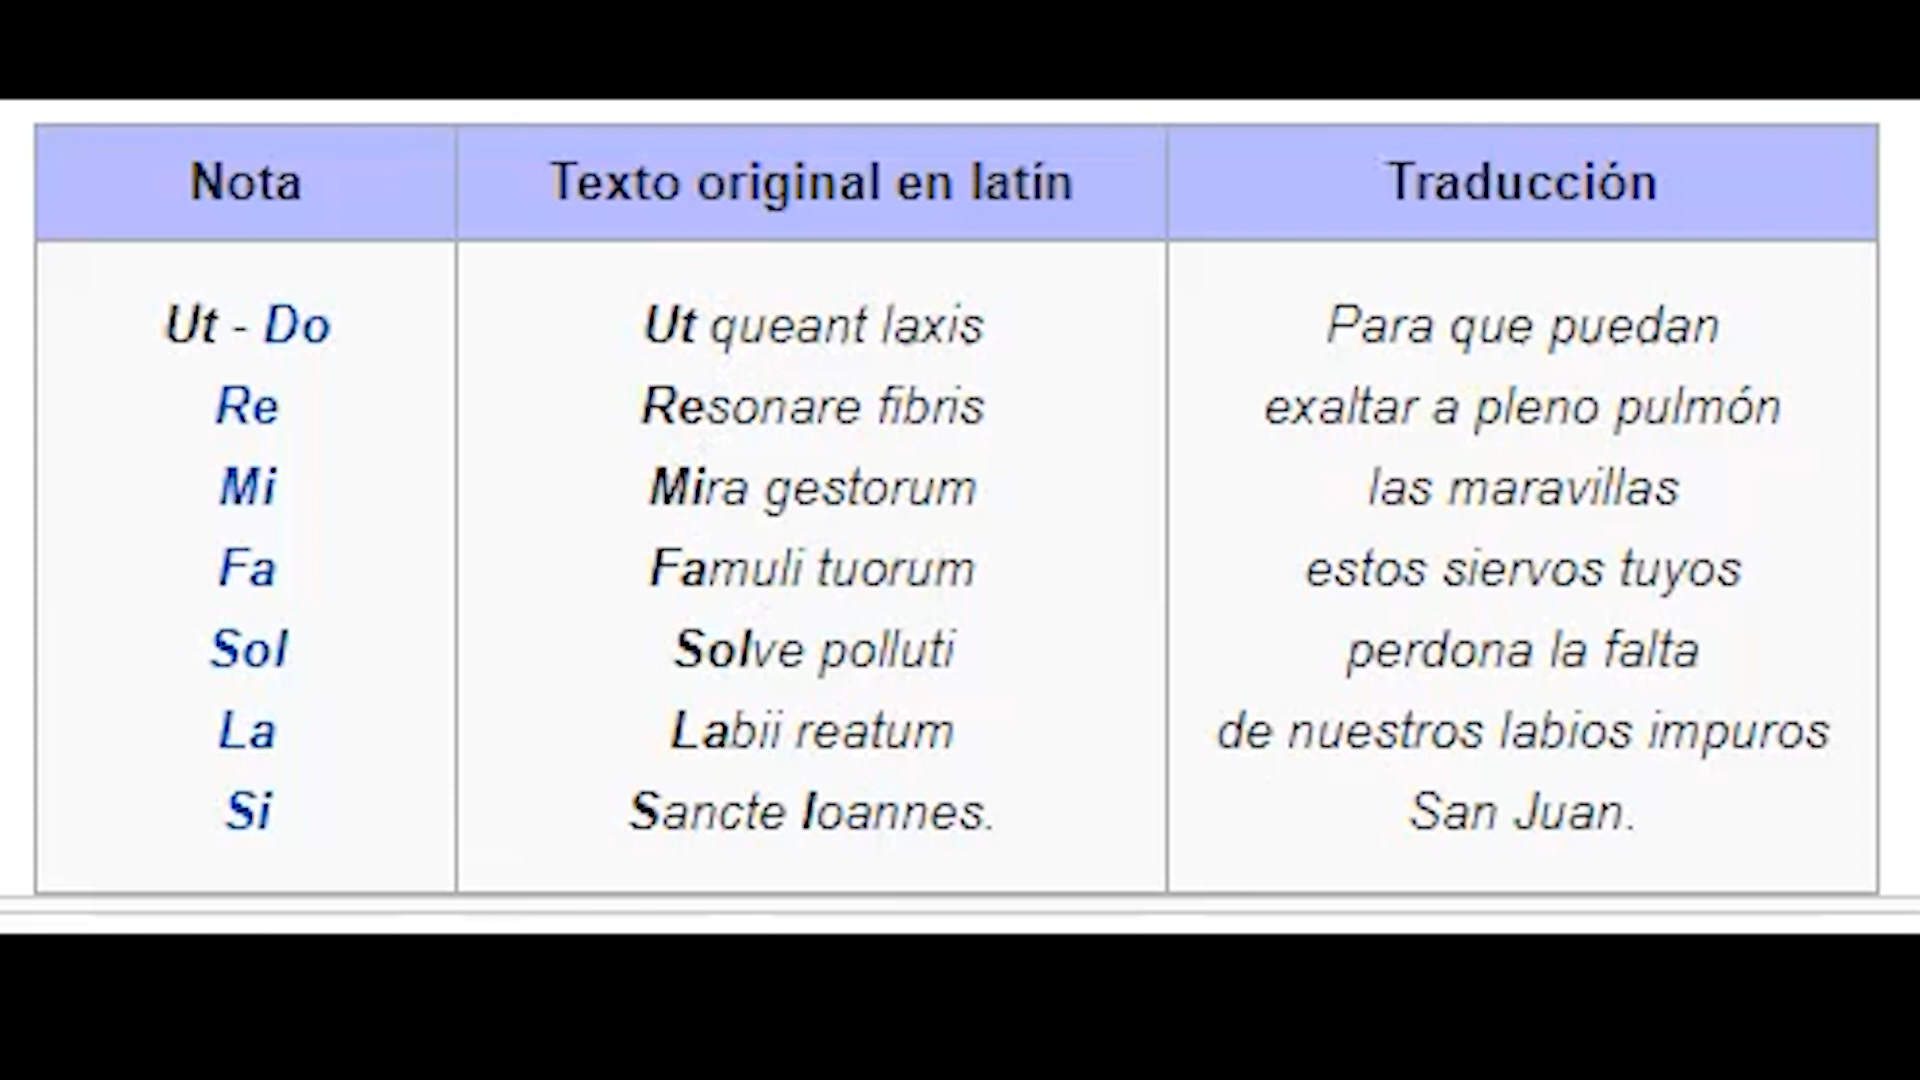 Nota Texto original en latín Traducción
Ut - Do Ut queant laxis Para que puedan
Re Resonare fibris exaltar a pleno pulmón
Mi Mira gestorum las maravillas
Fa Famuli tuorum estos siervos tuyos
Sol Solve polluti perdona la falta
La Labii reatum de nuestros labios impuros
Si Sancte Ioannes. San Juan.